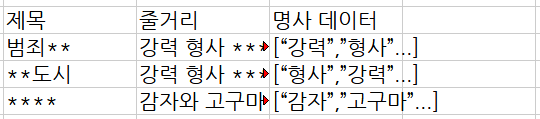 제목 줄거리 명사 데이터
범죄** 강력 형사 *** [“강력”,”형사”...]
**도시 강력 형사 *** [“형사”,”강력”...]
**** 감자와 고구마 [“감자”,”고구마”...]